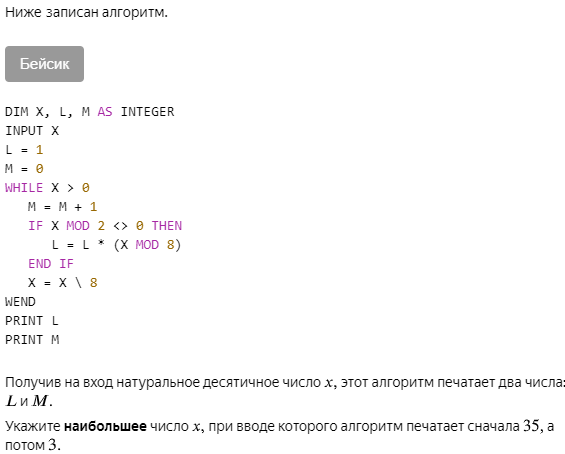 Ниже записан алгоритм.
Бейсик
DIM X, L, M AS INTEGER
INPUT X
L = 1
M = 0
WHILE X > 0
   M = M + 1
   IF X MOD 2 <> 0 THEN
      L = L * (X MOD 8)
   END IF
   X = X \ 8
WEND
PRINT L
PRINT M
Получив на вход натуральное десятичное число x, этот алгоритм печатает два числа:
L и M.
Укажите наибольшее число x, при вводе которого алгоритм печатает сначала 35, а
потом 3.